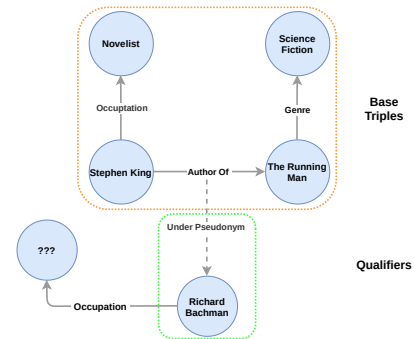 Novelist
Science
Fiction
Occuptation
Genre
Base
Triples
Stephen King
Author Of
The Running
Man
Under Pseudonym
???
Qualifiers
Occupation
Richard
Bachman